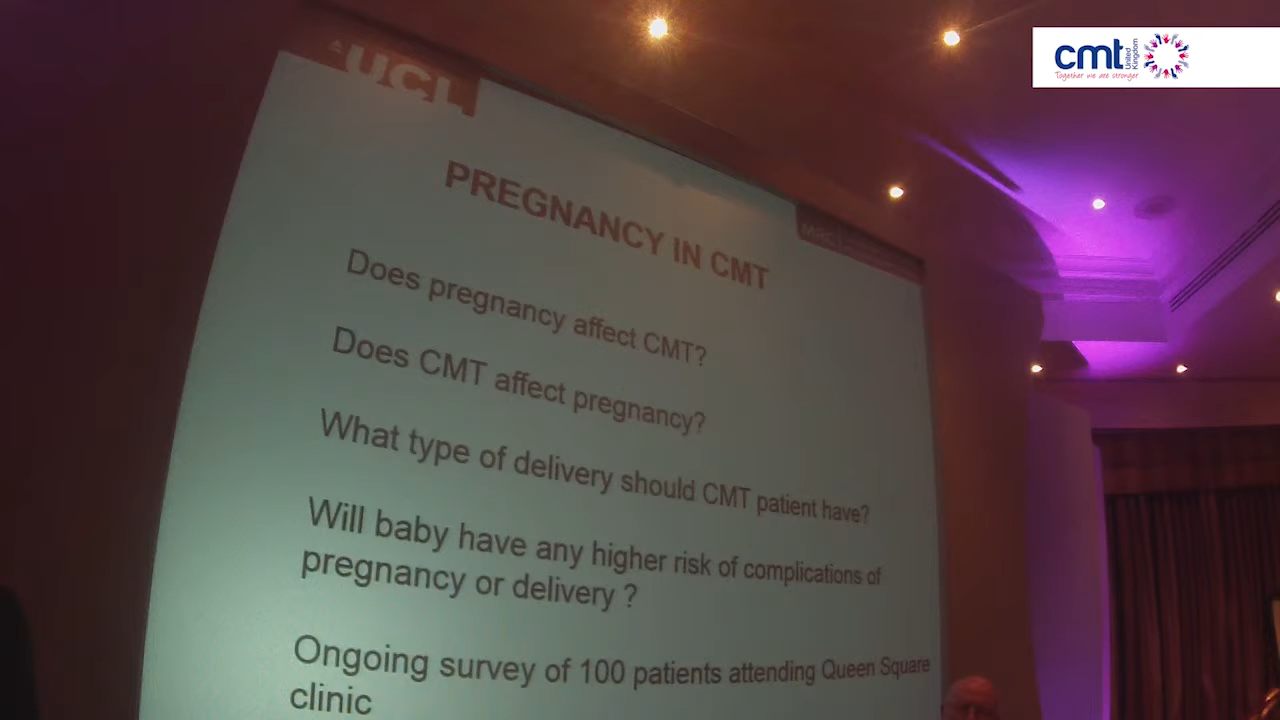 cmt
United
Kingdom
Together we are stronger
UCL
MRC
PREGNANCY IN CMT
Does pregnancy affect CMT?
Does CMT affect pregnancy?
What type of delivery should CMT patient have?
Will baby have any higher risk of complications of
pregnancy or delivery ?
Ongoing survey of 100 patients attending Queen Square
clinic